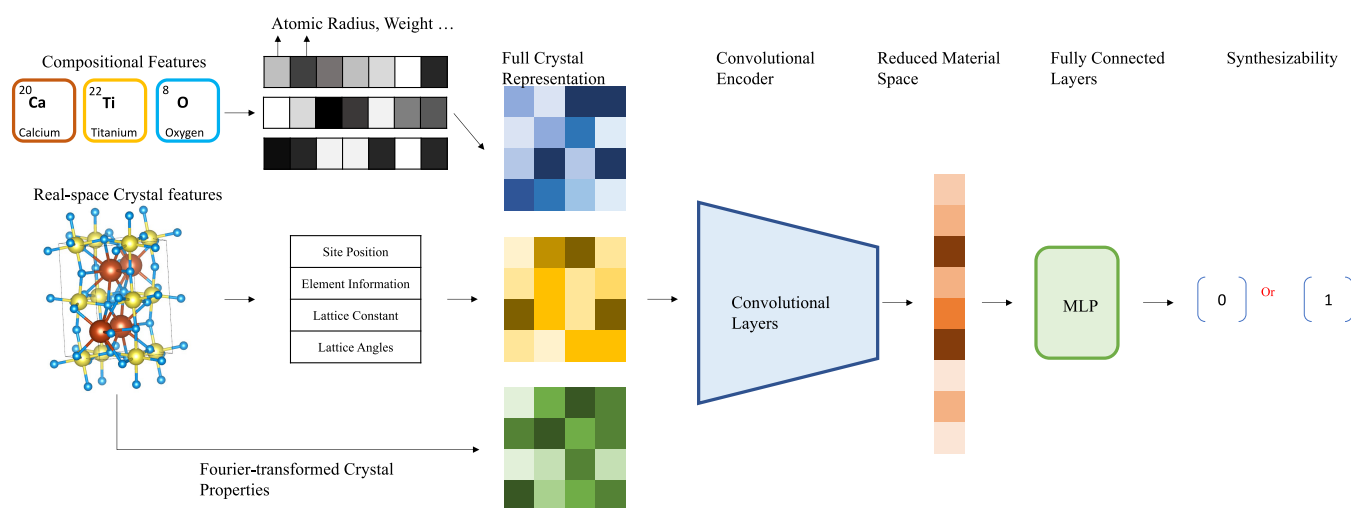 Atomic Radius, Weight ...
Compositional Features
20
Ca
Calcium
22
Ti
Titanium
8
O
Oxygen
Real-space Crystal features
Site Position
Element Information
Lattice Constant
Lattice Angles
Fourier-transformed Crystal
Properties
Full Crystal
Representation
Convolutional
Encoder
Convolutional
Layers
Reduced Material
Space
Fully Connected
Layers
MLP
Synthesizability
0
Or
1